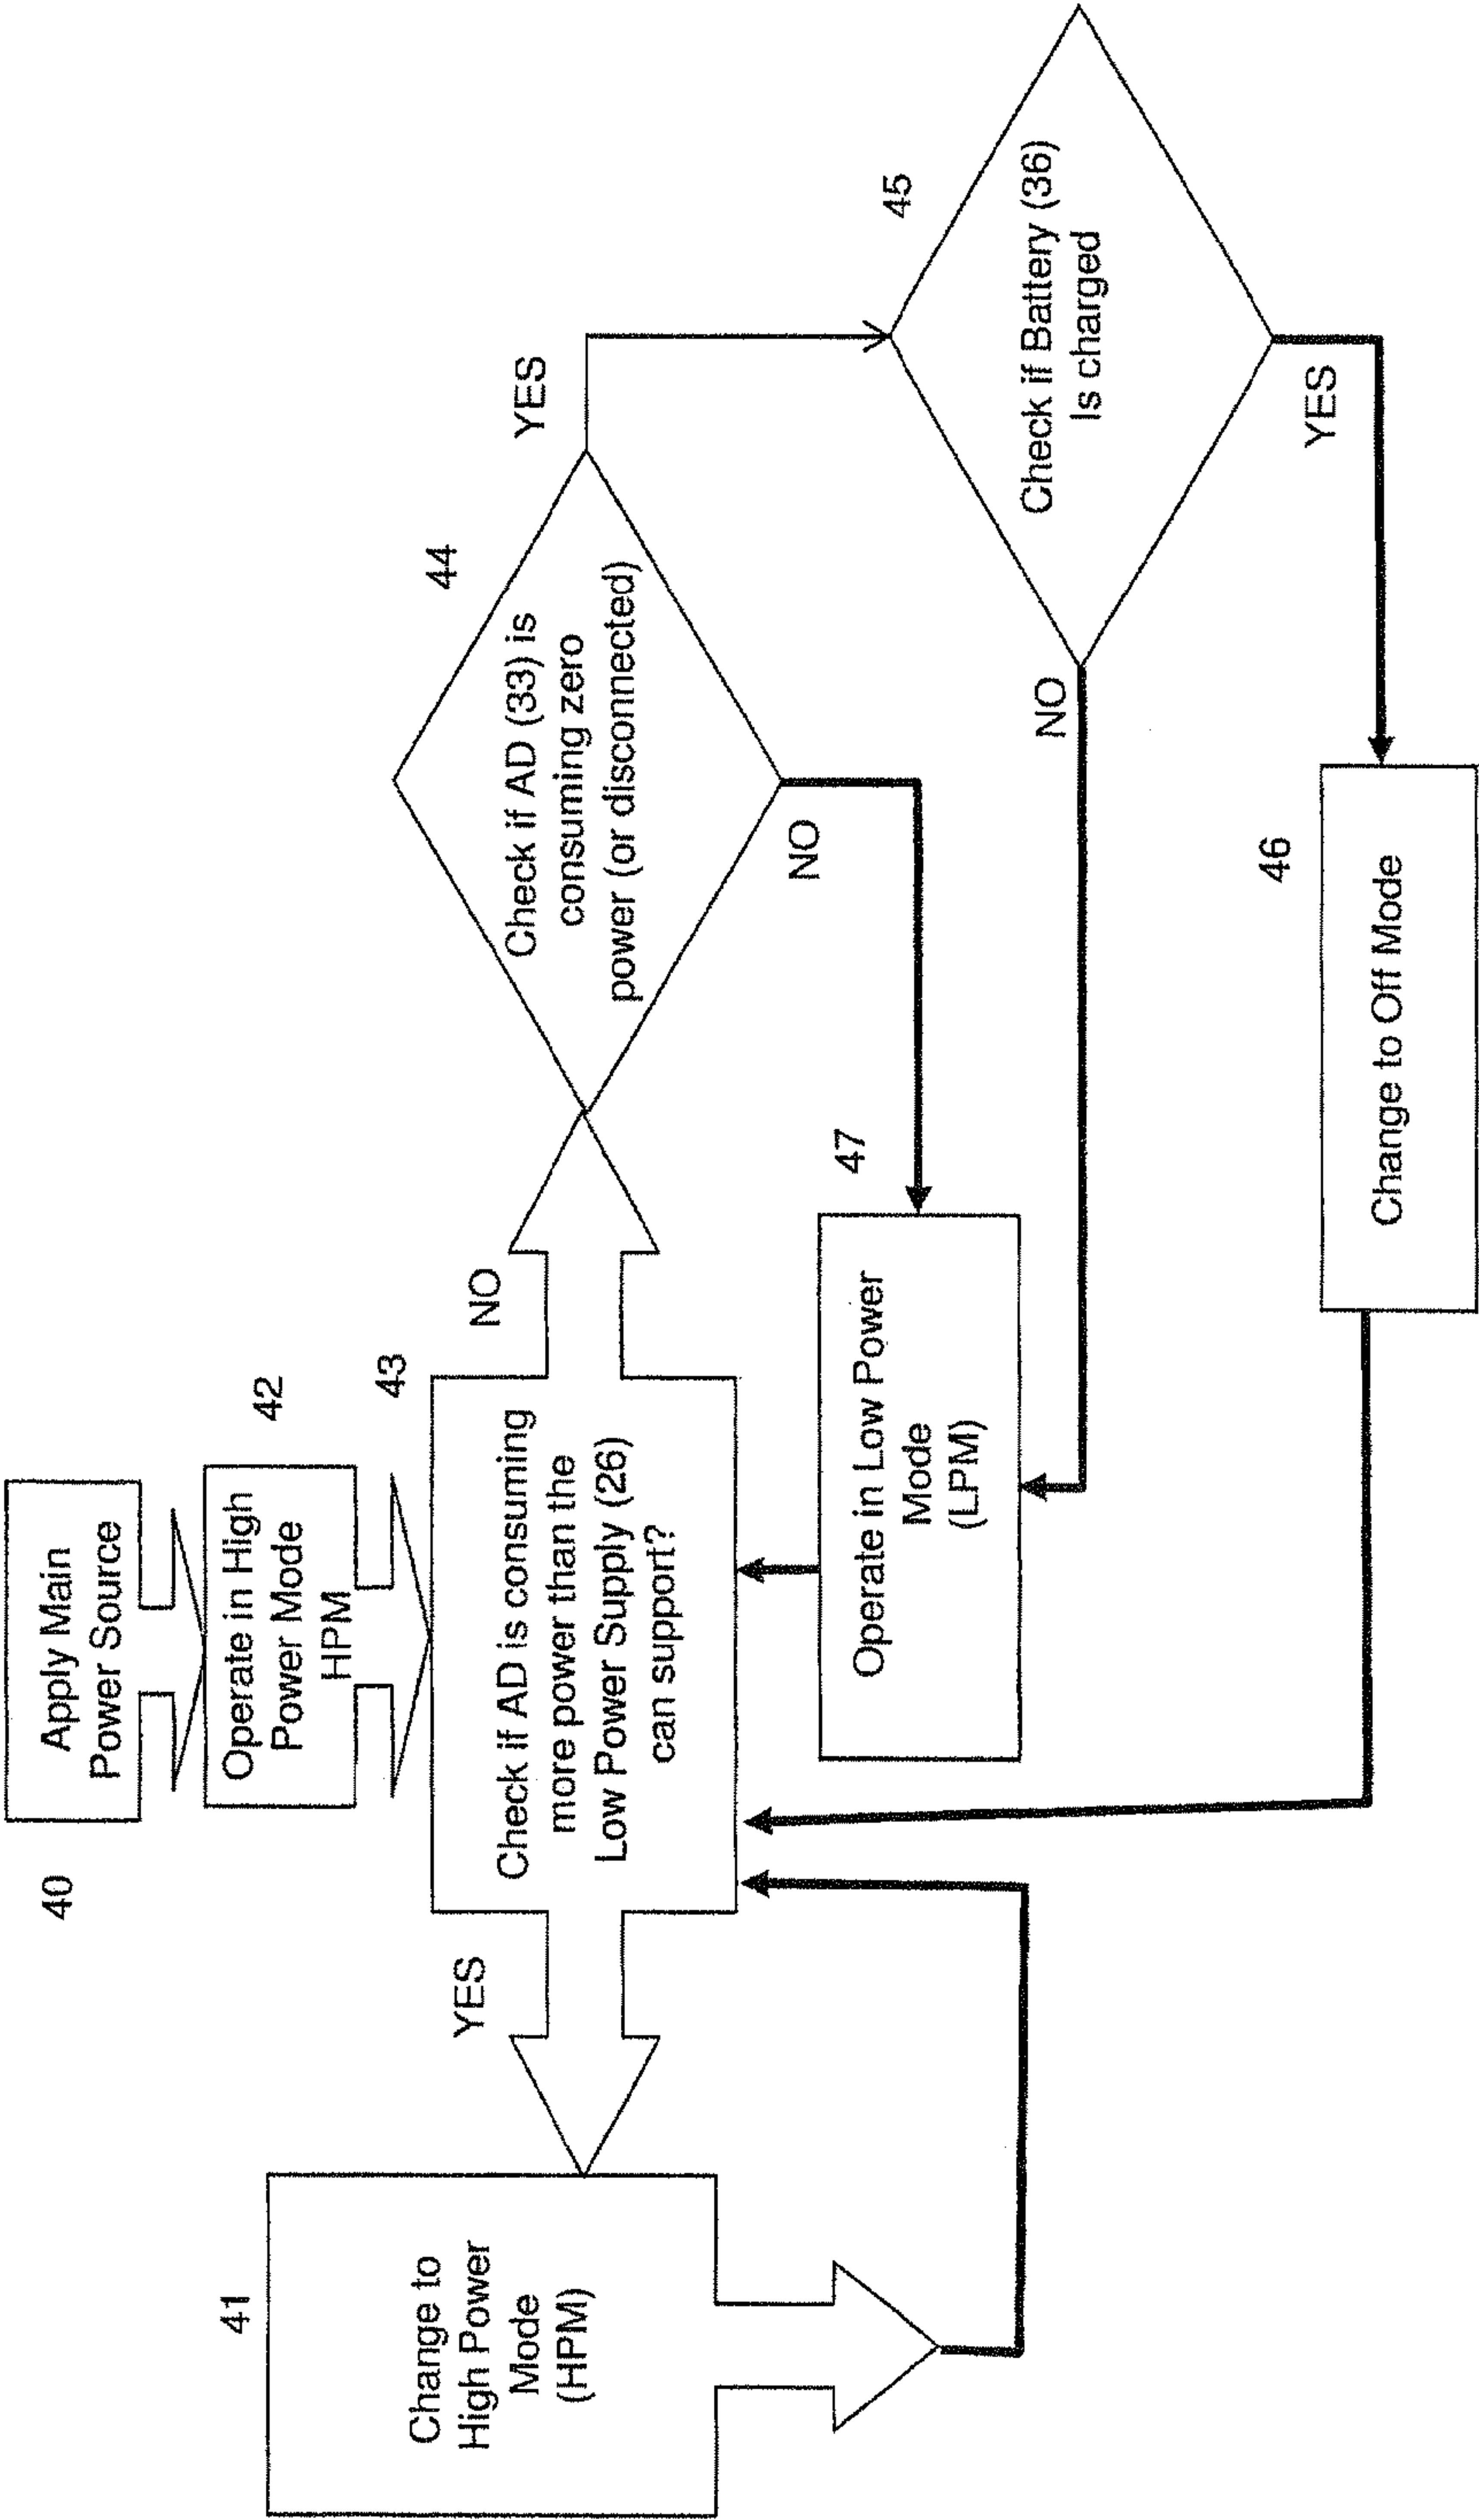 40
Apply Main
Power Source
42
Operate in High
Power Mode
HPM
43
Check if AD is consuming
more power than the
Low Power Supply (26)
can support?
YES
NO
41
Change to
High Power
Mode
(HPM)
44
Check if AD (33) is
consuming zero
power (or disconnected)
YES
NO
45
Check if Battery (36)
Is charged
NO
YES
47
Operate in Low Power
Mode
(LPM)
46
Change to Off Mode